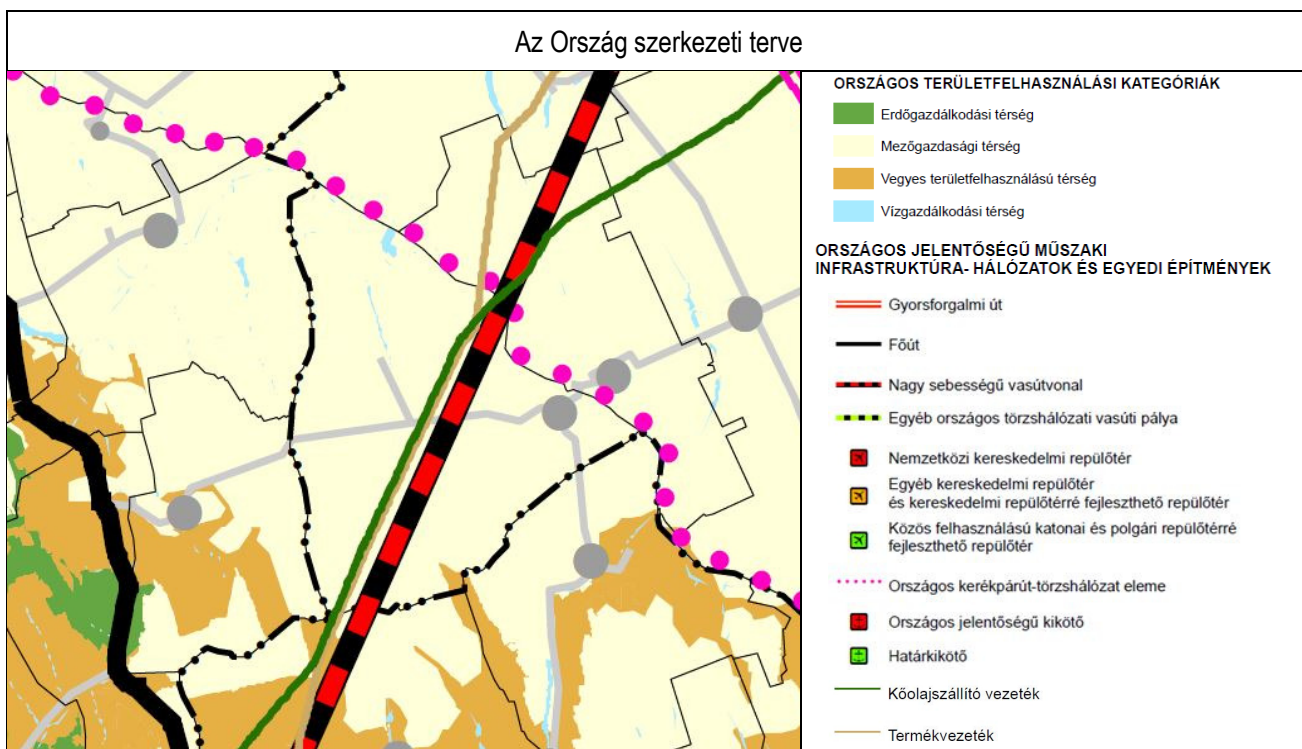 Az Ország szerkezeti terve
ORSZÁGOS TERÜLETFELHASZNÁLÁSI KATEGÓRIÁK
Erdőgazdálkodási térség
Mezőgazdasági térség
Vegyes területfelhasználású térség
Vízgazdálkodási térség
ORSZÁGOS JELENTŐSÉGŰ MŰSZAKI
INFRASTRUKTÚRA- HÁLÓZATOK ÉS EGYEDI ÉPÍTMÉNYEK
Gyorsforgalmi út
Főút
Nagy sebességű vasútvonal
Egyéb országos törzshálózati vasúti pálya
Nemzetközi kereskedelmi repülőtér
Egyéb kereskedelmi repülőtér
és kereskedelmi repülőtérré fejleszthető repülőtér
Közös felhasználású katonai és polgári repülőtérré
fejleszthető repülőtér
Országos kerékpárút-törzshálózat eleme
Országos jelentőségű kikötő
Határkikötő
Kőolajszállító vezeték
Termékvezeték